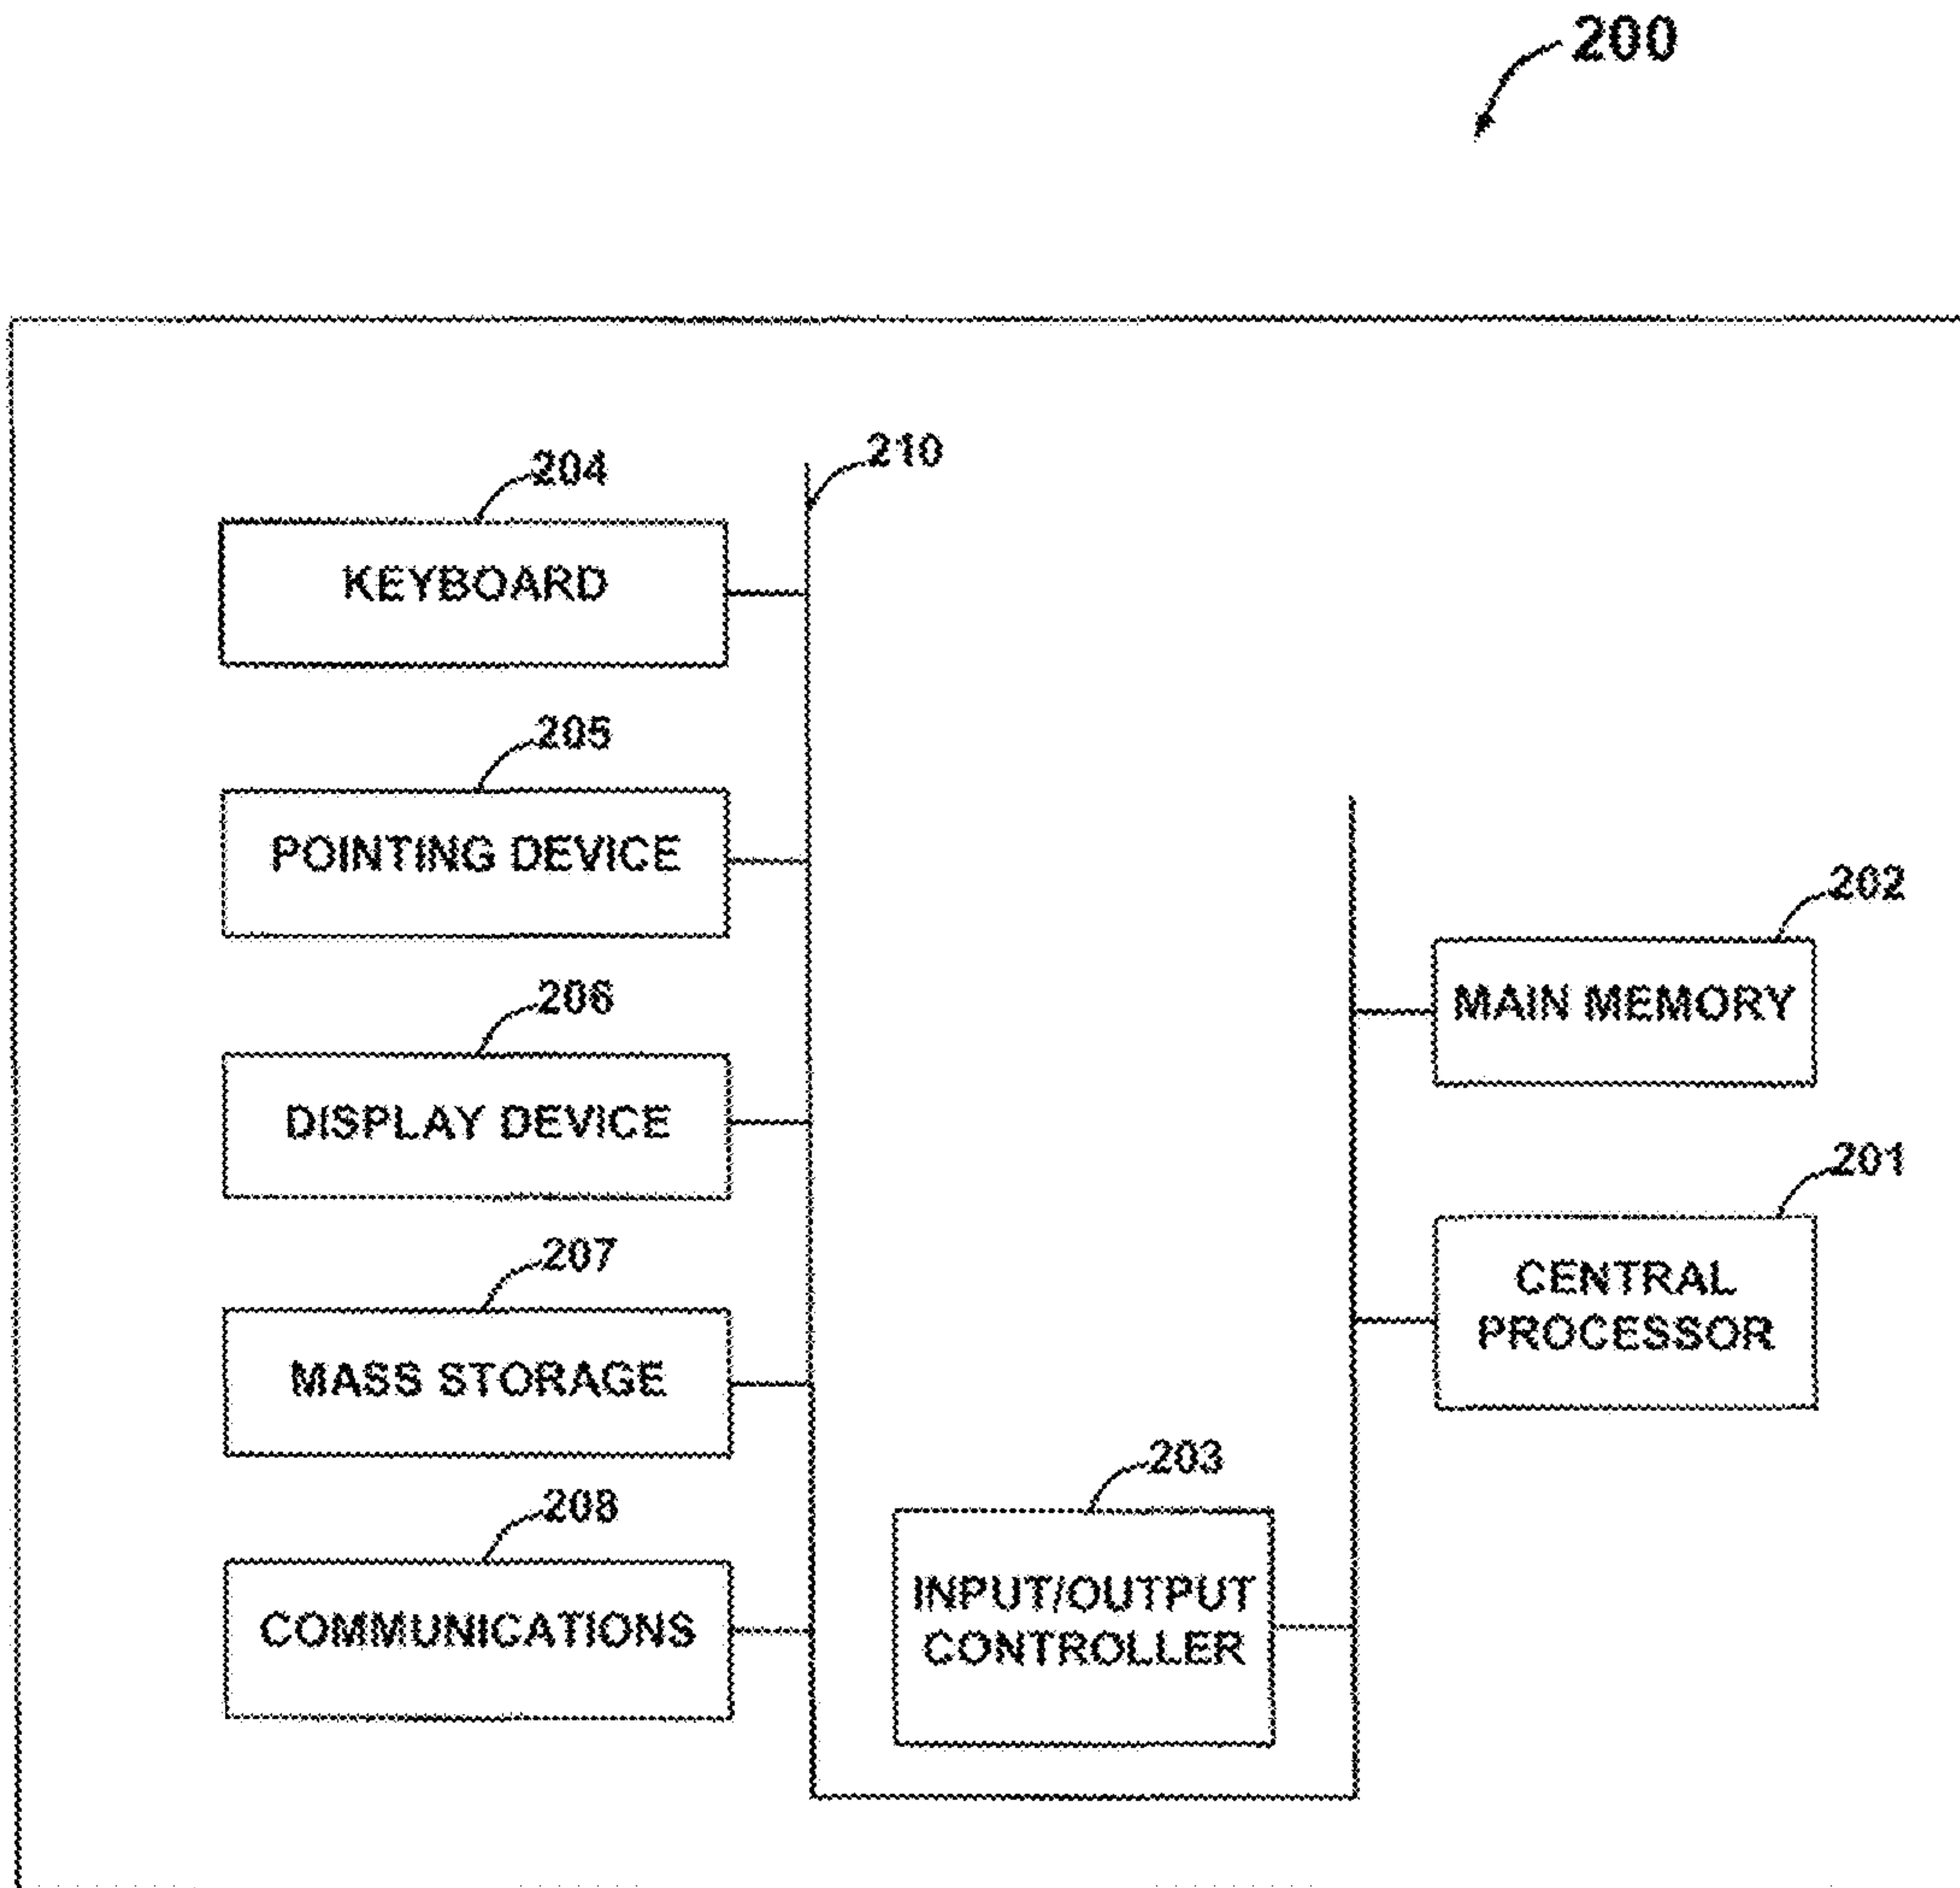 200
210
204
KEYBOARD
205
POINTING DEVICE
202
MAIN MEMORY
206
DISPLAY DEVICE
201
CENTRAL
PROCESSOR
207
MASS STORAGE
203
INPUT/OUTPUT
CONTROLLER
208
COMMUNICATIONS